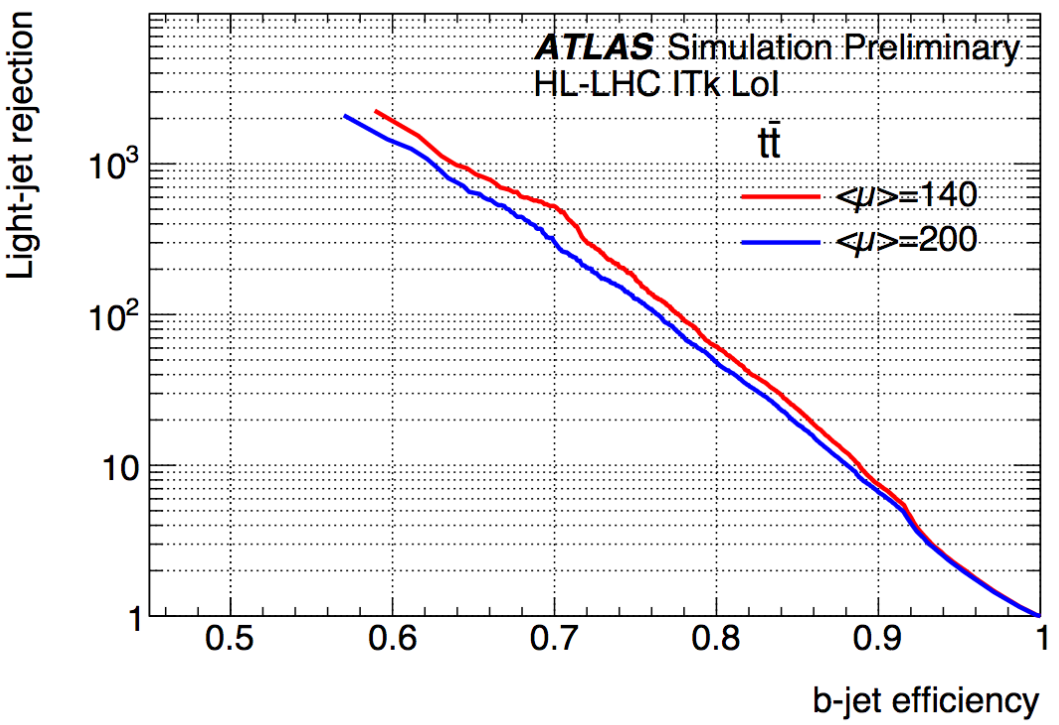 Light-jet rejection
ATLAS Simulation Preliminary
HL-LHC ITk LoI
tt̄
<μ>=140
<μ>=200
10³
10²
10
1
0.5 0.6 0.7 0.8 0.9 1
b-jet efficiency